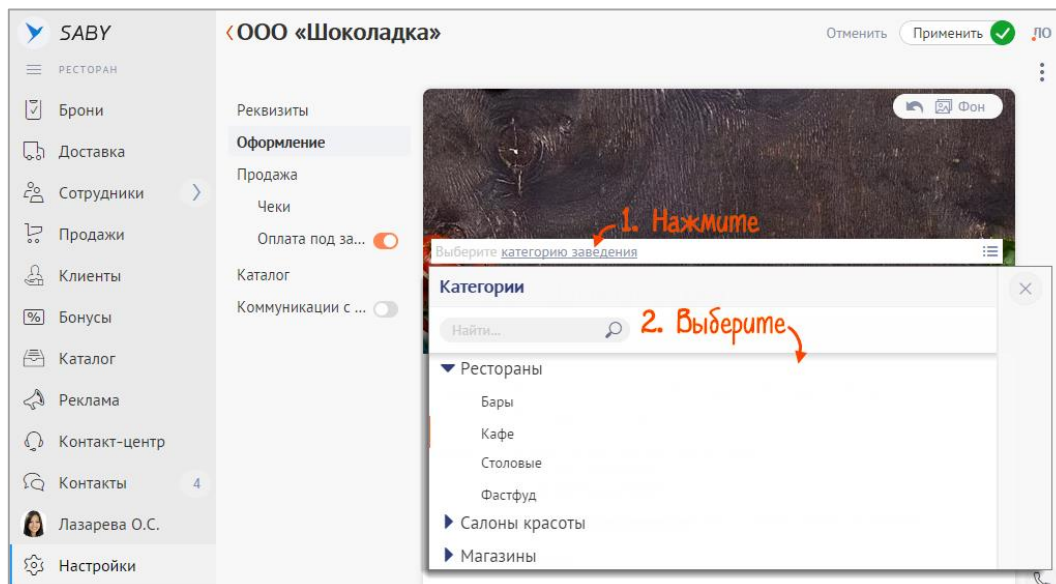 SABY
РЕСТОРАН
Брони
Доставка
Сотрудники
Продажи
Клиенты
Бонусы
Каталог
Реклама
Контакт-центр
Контакты 4
Лазарева О.С.
Настройки
ООО «Шоколадка»
Отменить Применить ЛО
Реквизиты
Оформление
Продажа
Чеки
Оплата под за...
Каталог
Коммуникации с ...
Фон
1. Нажмите
Выберите категорию заведения
Категории
Найти...
2. Выберите
Рестораны
Бары
Кафе
Столовые
Фастфуд
Салоны красоты
Магазины